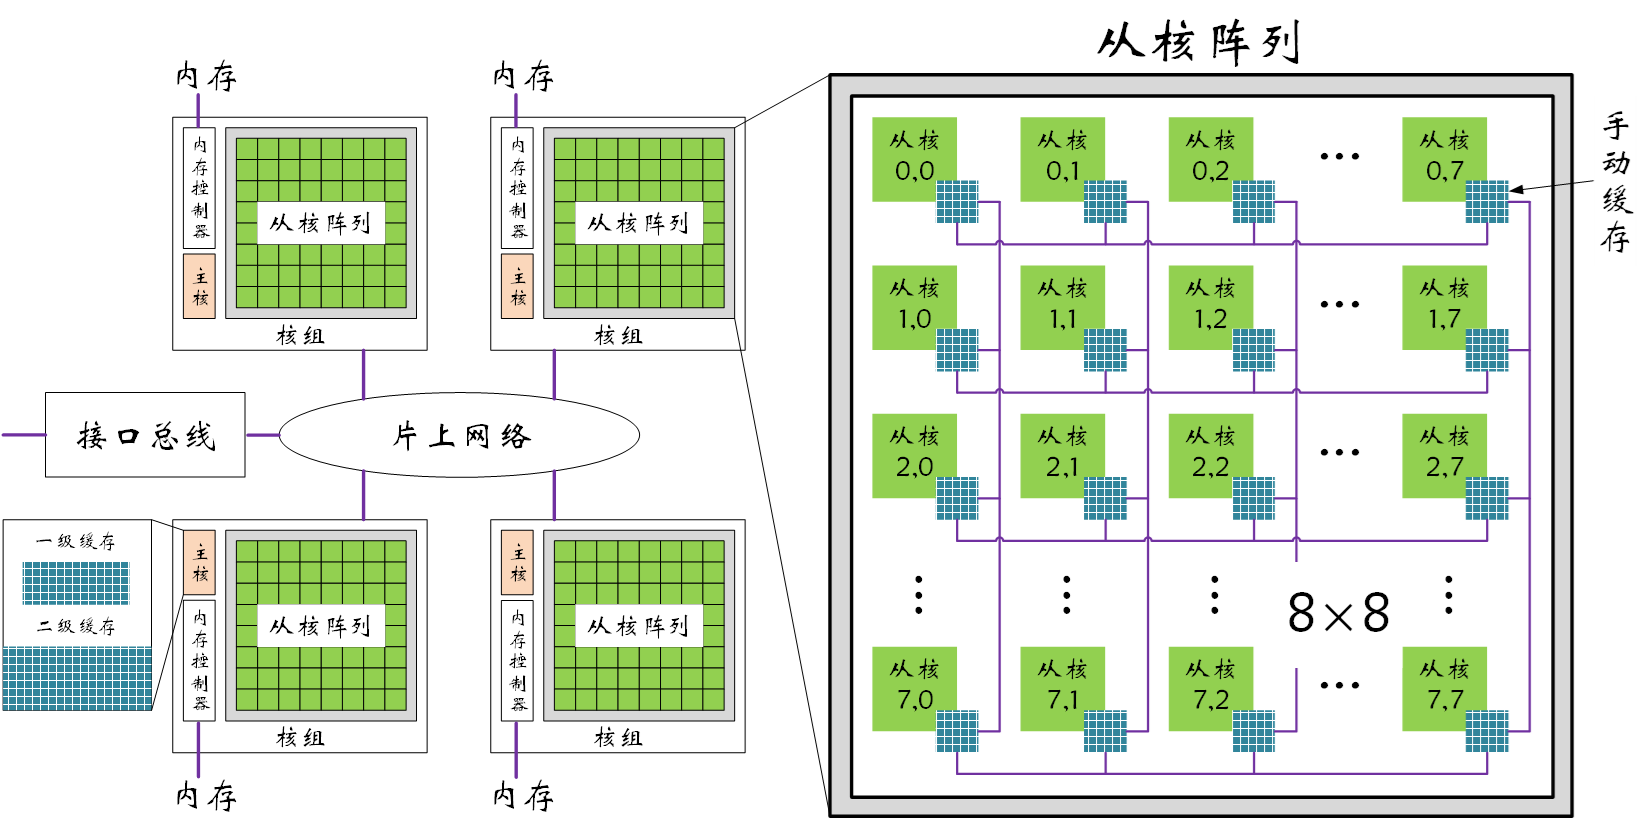 从核阵列
内存
内存
内存控制器
主核
从核阵列
核组
内存控制器
主核
从核阵列
核组
接口总线
片上网络
一级缓存
二级缓存
主核
内存控制器
从核阵列
核组
内存
主核
内存控制器
从核阵列
核组
内存
从核
0,0
从核
0,1
从核
0,2
...
从核
0,7
手动缓存
从核
1,0
从核
1,1
从核
1,2
...
从核
1,7
从核
2,0
从核
2,1
从核
2,2
...
从核
2,7
8×8
从核
7,0
从核
7,1
从核
7,2
...
从核
7,7